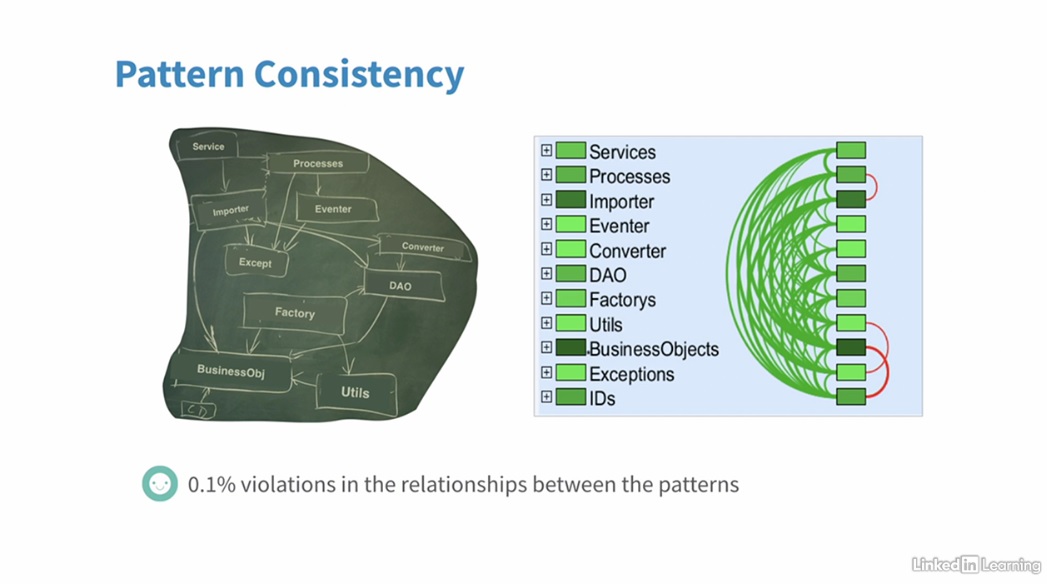 Pattern Consistency
Service
Processes
Importer
Eventer
Except
Converter
DAO
Factory
BusinessObj
Utils
Services
Processes
Importer
Eventer
Converter
DAO
Factorys
Utils
BusinessObjects
Exceptions
IDs
0.1% violations in the relationships between the patterns
Linked in Learning